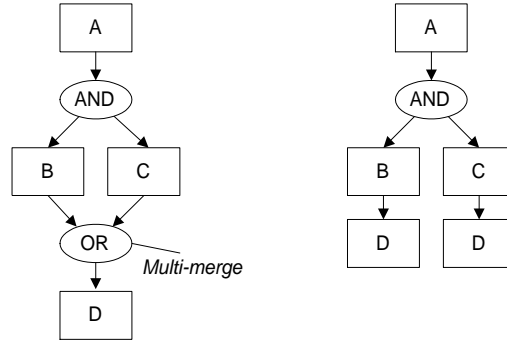 A
AND
B C
OR
Multi-merge
D
A
AND
B C
D D